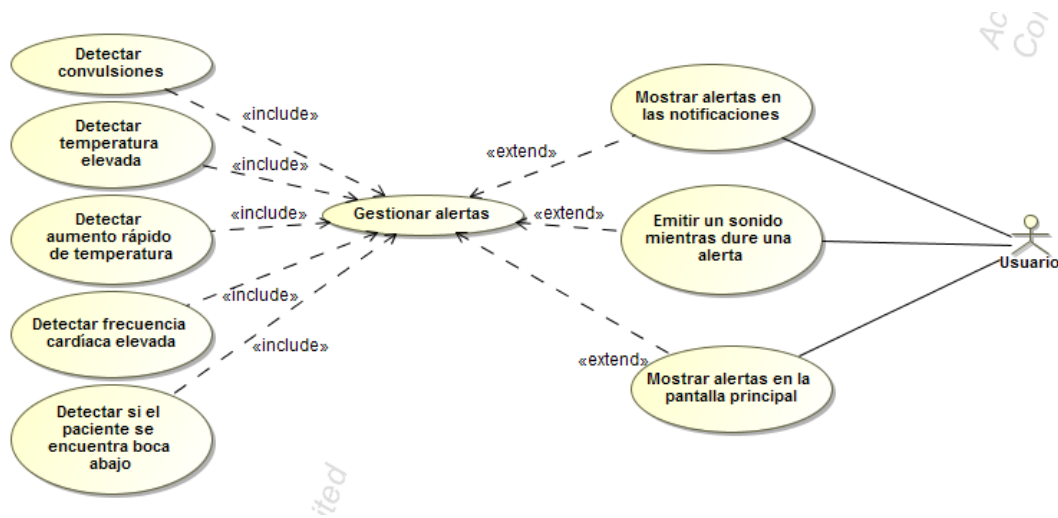 Detectar
convulsiones
Detectar
temperatura
elevada
Detectar
aumento rápido
de temperatura
Detectar frecuencia
cardíaca elevada
Detectar si el
paciente se
encuentra boca
abajo
«include»
«include»
«include»
«include»
«include»
Gestionar alertas
«extend»
«extend»
«extend»
Mostrar alertas en
las notificaciones
Emitir un sonido
mientras dure una
alerta
Mostrar alertas en la
pantalla principal
Usuario